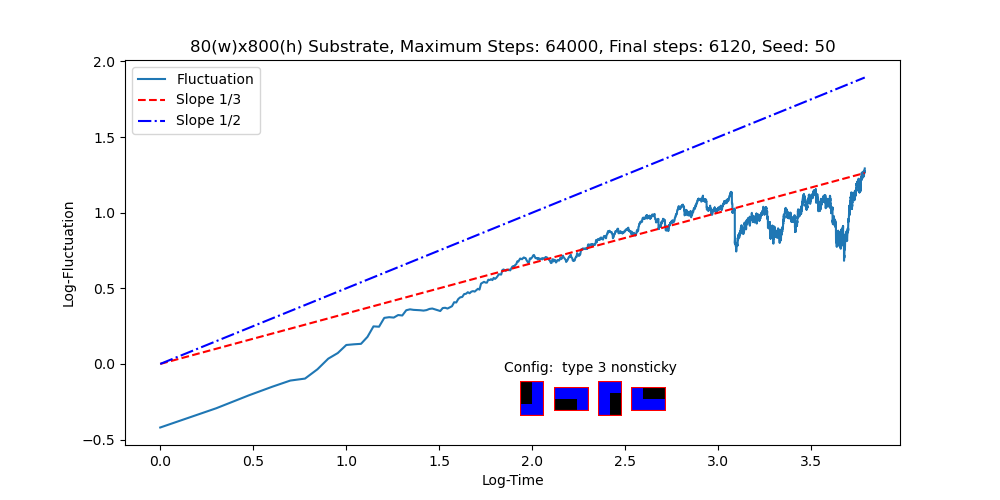 80(w)x800(h) Substrate, Maximum Steps: 64000, Final steps: 6120, Seed: 50
2.0
1.5
1.0
0.5
0.0
−0.5
Log-Fluctuation
Fluctuation
Slope 1/3
Slope 1/2
Config:  type 3 nonsticky
0.0 0.5 1.0 1.5 2.0 2.5 3.0 3.5
Log-Time